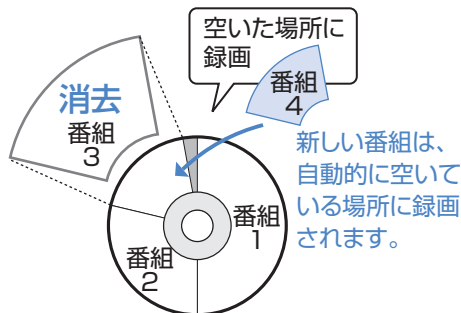 空いた場所に
録画
消去
番組
3
番組
4
新しい番組は、
自動的に空いて
いる場所に録画
されます。
番組
1
番組
2